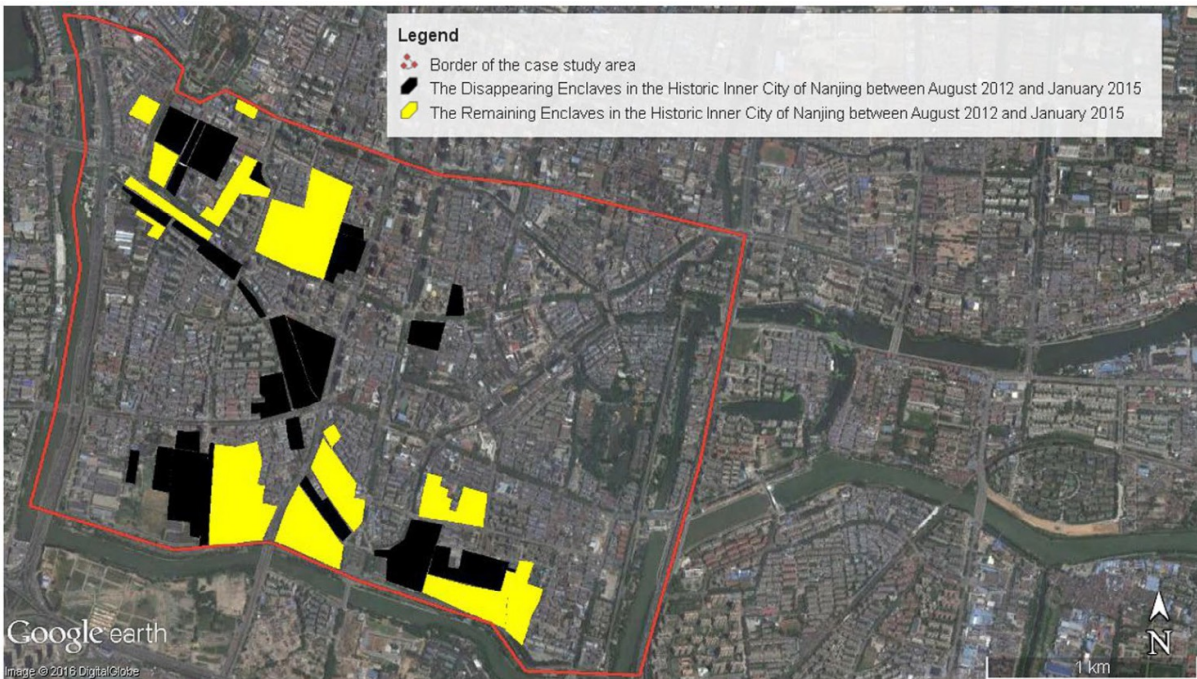 Legend
Border of the case study area
The Disappearing Enclaves in the Historic Inner City of Nanjing between August 2012 and January 2015
The Remaining Enclaves in the Historic Inner City of Nanjing between August 2012 and January 2015
Google earth
Image © 2016 DigitalGlobe
N
1 km